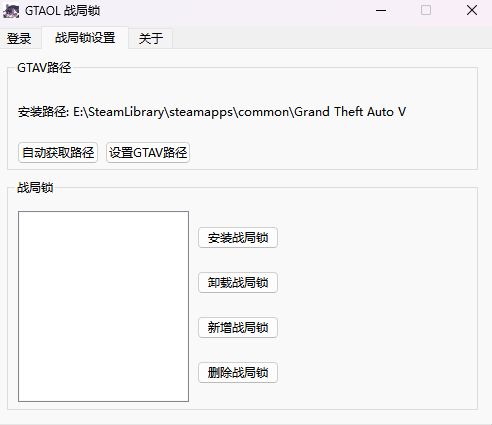 GTAOL 战局锁
登录 战局锁设置 关于
GTAV路径
安装路径: E:\SteamLibrary\steamapps\common\Grand Theft Auto V
自动获取路径 设置GTAV路径
战局锁
安装战局锁
卸载战局锁
新增战局锁
删除战局锁